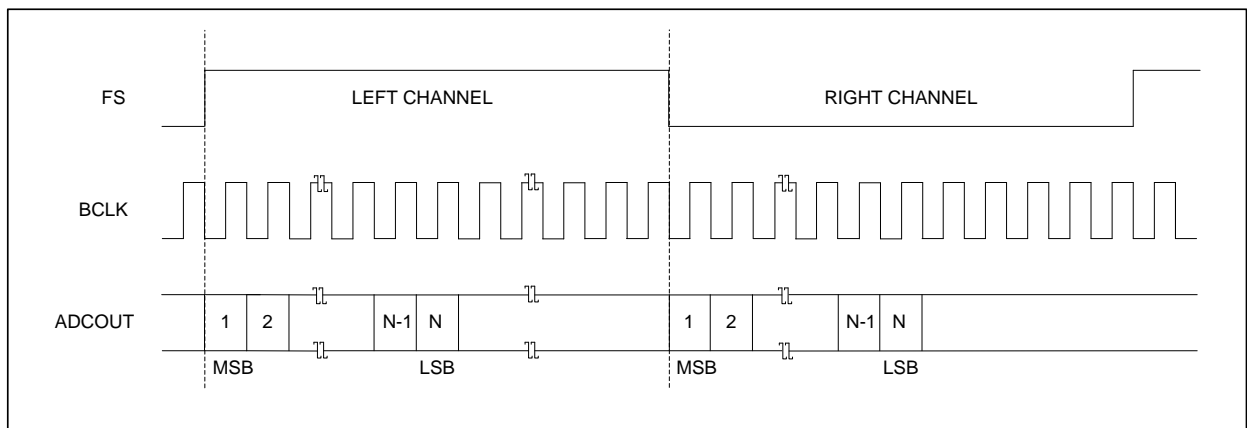 FS LEFT CHANNEL RIGHT CHANNEL
BCLK
ADCOUT 1 2 N-1 N 1 2 N-1 N
MSB LSB MSB LSB